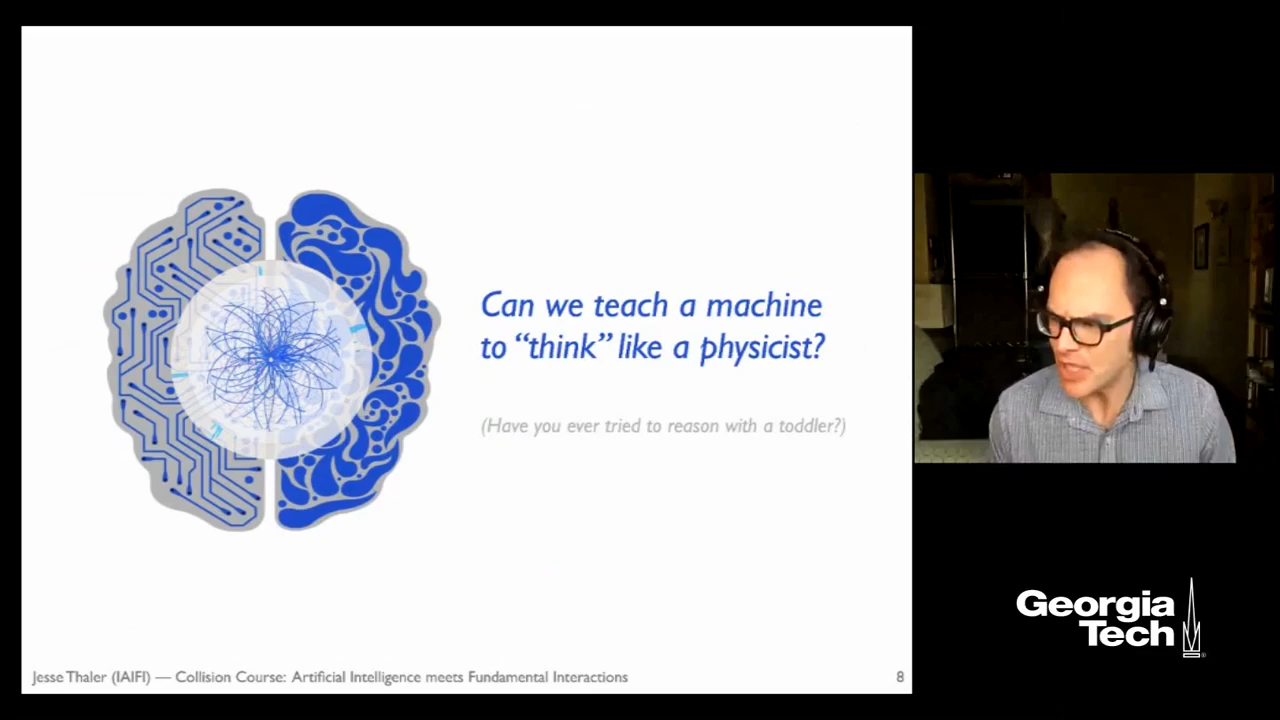 Can we teach a machine
to “think” like a physicist?
(Have you ever tried to reason with a toddler?)
Jesse Thaler (IAIFI) — Collision Course: Artificial Intelligence meets Fundamental Interactions
8
Georgia
Tech